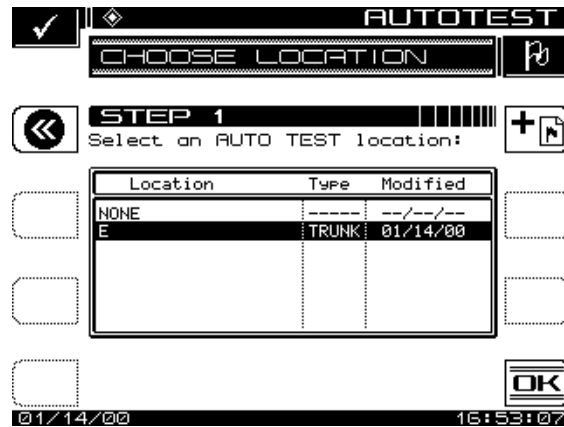 AUTOTEST
CHOOSE LOCATION
STEP 1
Select an AUTO TEST location:
Location Type Modified
NONE ----- --/--/--
E TRUNK 01/14/00
OK
01/14/00 16:53:07